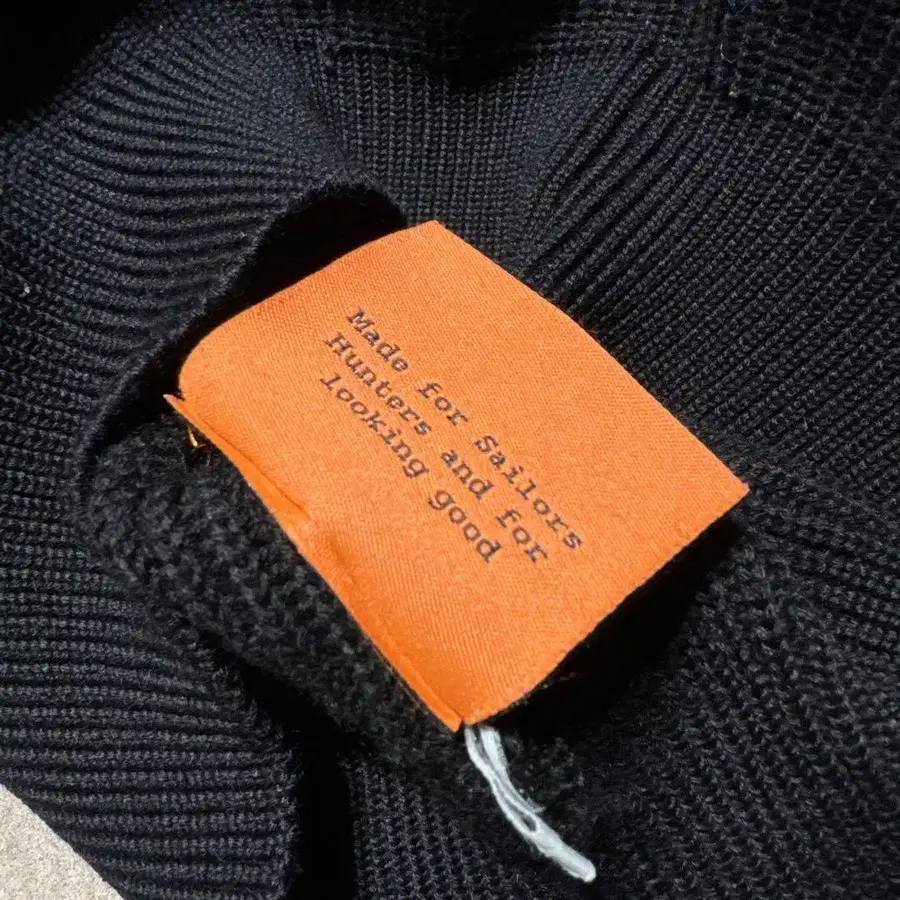 Made for Sailors
Hunters and for
looking good